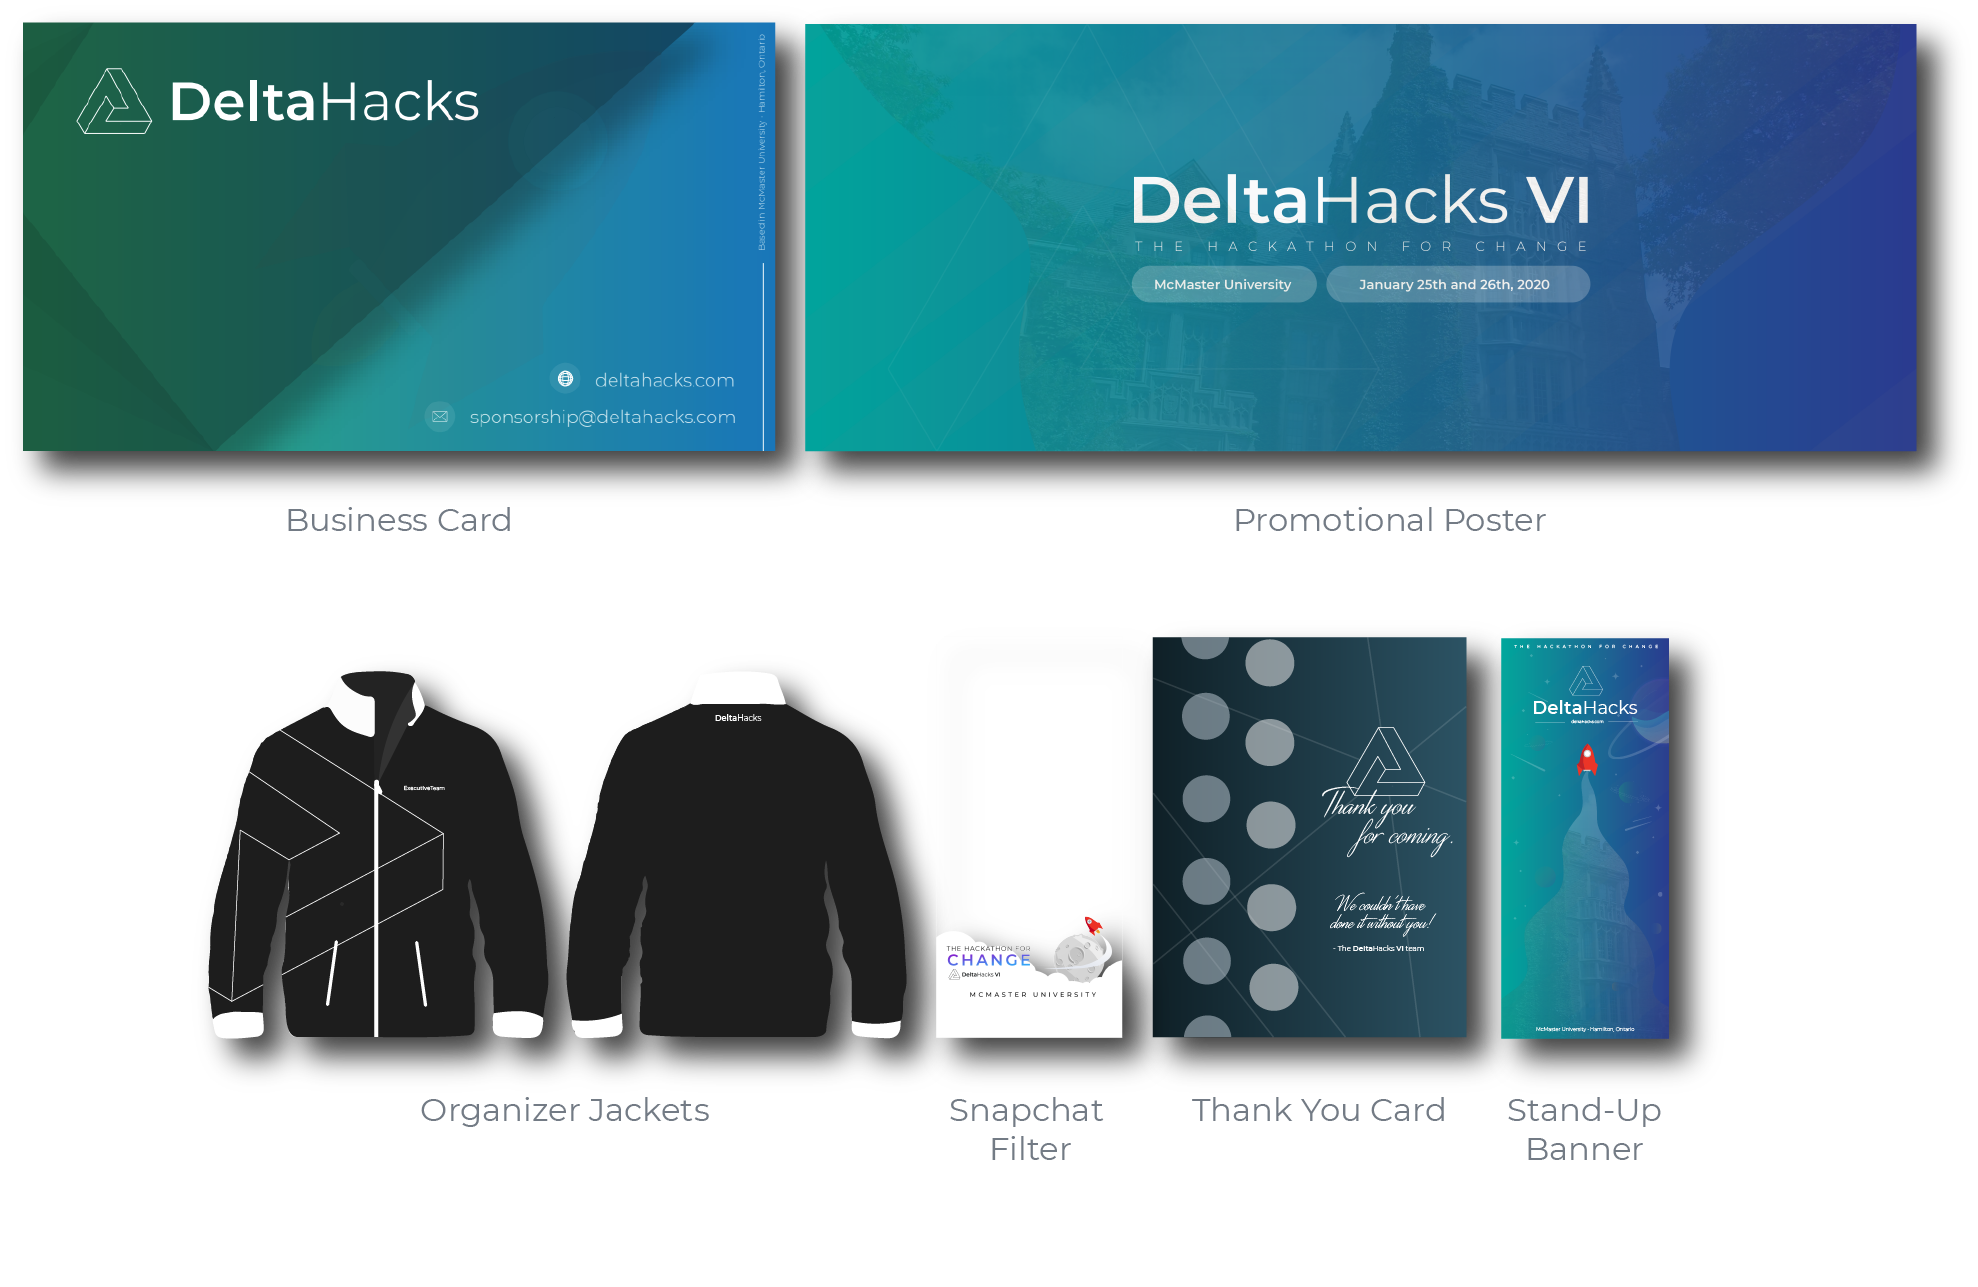 DeltaHacks
Based in McMaster University - Hamilton, Ontario
deltahacks.com
sponsorship@deltahacks.com
DeltaHacks VI
THE HACKATHON FOR CHANGE
McMaster University
January 25th and 26th, 2020
Business Card
Promotional Poster
ExecutiveTeam
DeltaHacks
THE HACKATHON FOR
CHANGE
DeltaHacks VI
MCMASTER UNIVERSITY
Thank you
for coming.
We couldn't have
done it without you!
- The DeltaHacks VI team
THE HACKATHON FOR CHANGE
DeltaHacks
deltahacks.com
McMaster University - Hamilton, Ontario
Organizer Jackets
Snapchat
Filter
Thank You Card
Stand-Up
Banner